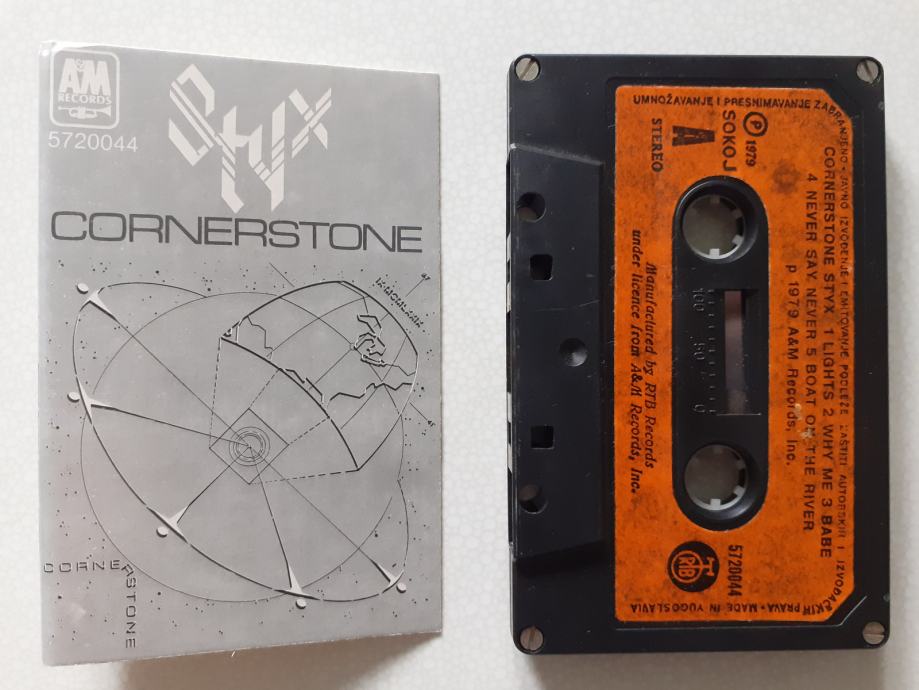 A&M
RECORDS
5720044
STYX
CORNERSTONE
CORNERSTONE
UMNOŽAVANJE I PRESNIMAVANJE ZABRANJENO • JAVNO IZVOĐENJE I EMITOVANJE PODLEŽE ZAŠTITI AUTORSKIH I IZVOĐAČKIH PRAVA • MADE IN YUGOSLAVIA
CORNERSTONE STYX 1 LIGHTS 2 WHY ME 3 BABE
4 NEVER SAY NEVER 5 BOAT ON THE RIVER
p 1979 A&M Records, Inc.
P 1979
SOKOJ
A
STEREO
100 50 0
Manufactured by RTB Records
under licence from A&M Records, Inc.
5720044
RTB